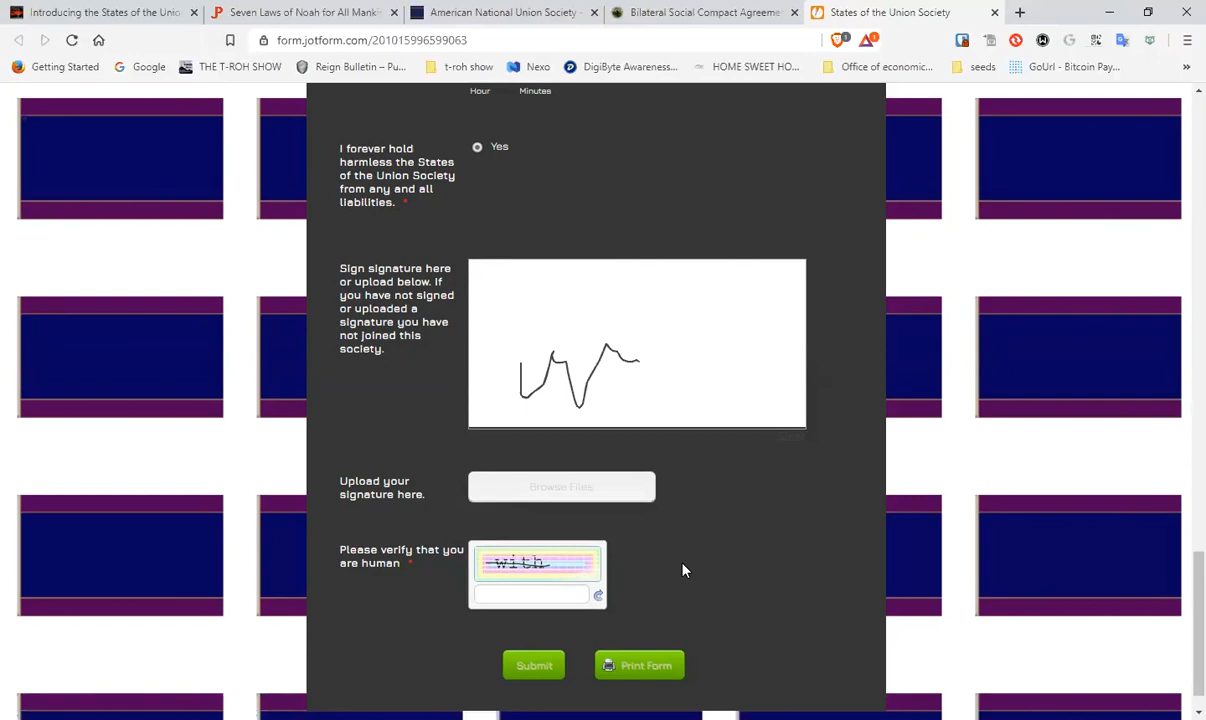 Introducing the States of the Unio
Seven Laws of Noah for All Manki
American National Union Society -
Bilateral Social Compact Agreeme
States of the Union Society
form.jotform.com/201015996599063
1
1
Getting Started
Google
THE T-ROH SHOW
Reign Bulletin – Pu...
t-roh show
Nexo
DigiByte Awareness...
HOME SWEET HO...
Office of economic...
seeds
GoUrl - Bitcoin Pay...
Hour Minutes
I forever hold
harmless the States
of the Union Society
from any and all
liabilities. *
Yes
Sign signature here
or upload below. If
you have not signed
or uploaded a
signature you have
not joined this
society.
Upload your
signature here.
Browse Files
Please verify that you
are human *
with
Submit
Print Form